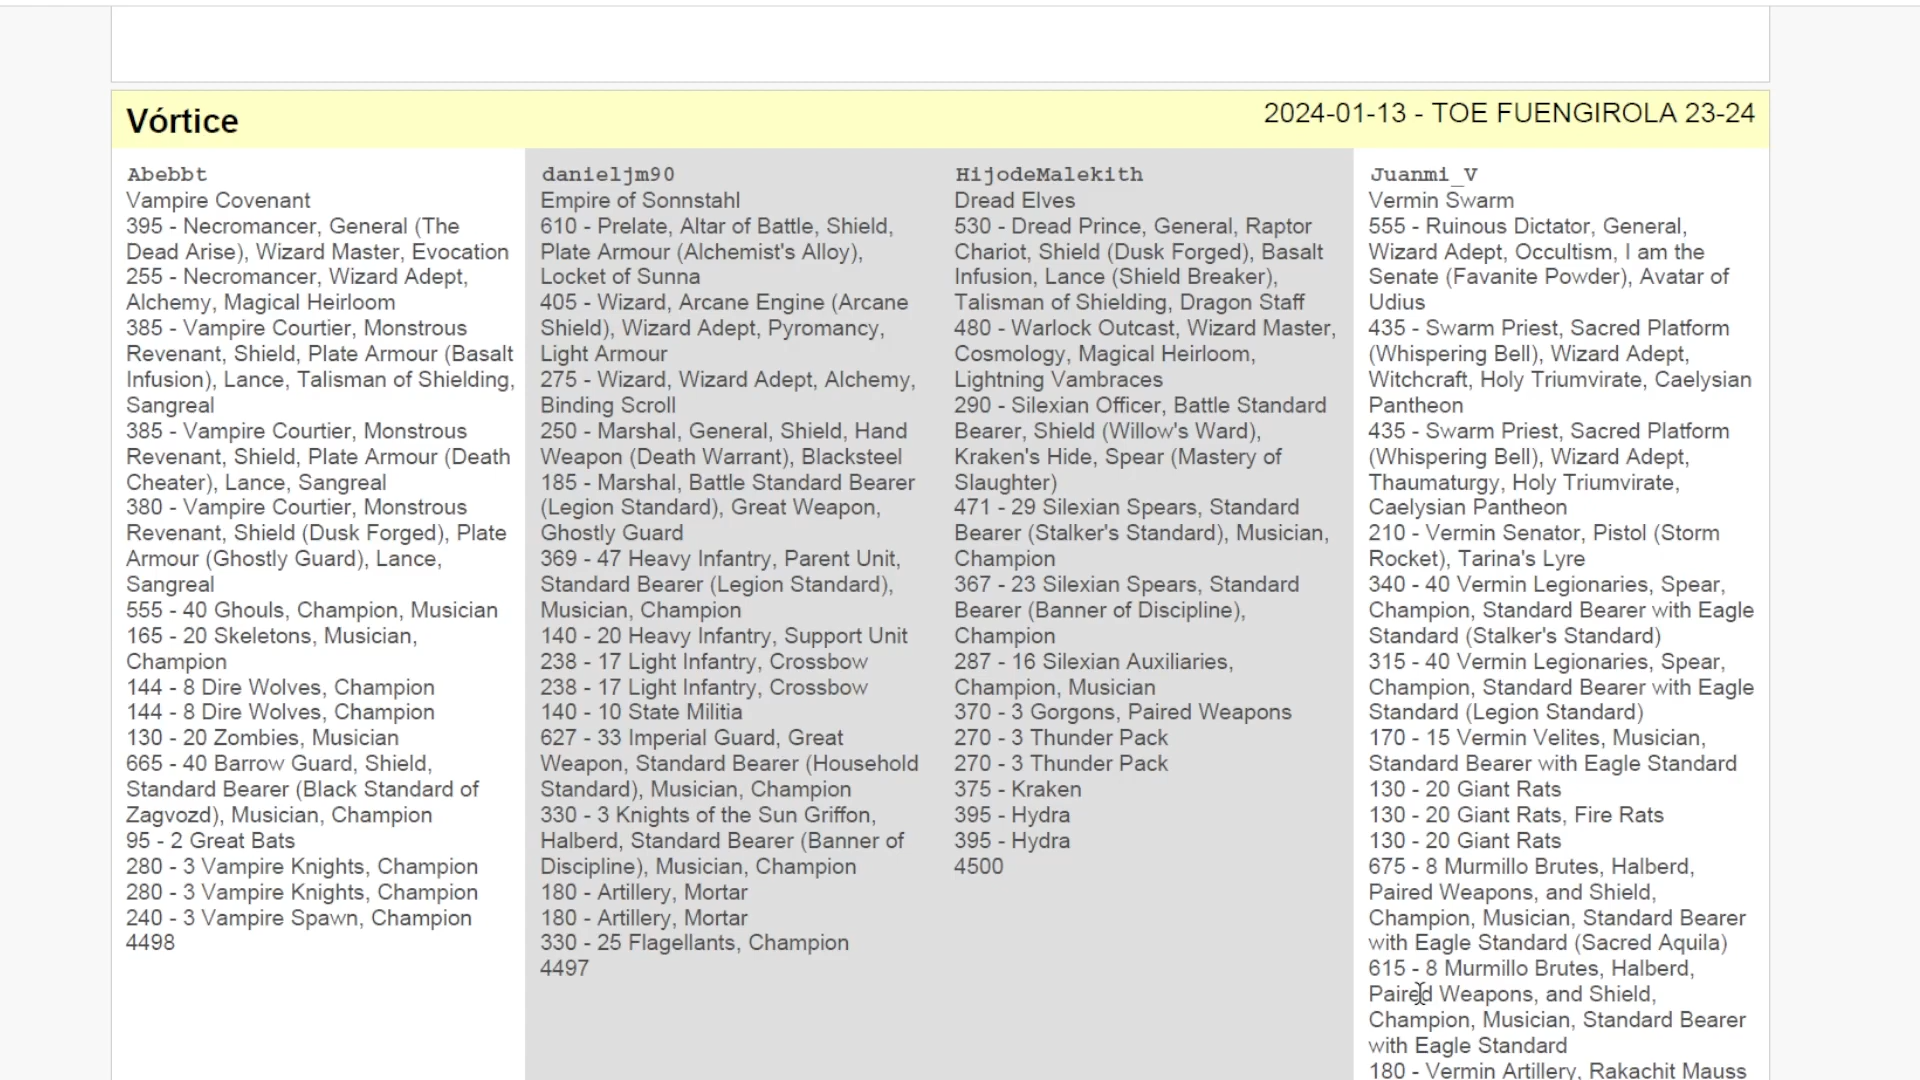 Vórtice
2024-01-13 - TOE FUENGIROLA 23-24
Abebbt
Vampire Covenant
395 - Necromancer, General (The
Dead Arise), Wizard Master, Evocation
255 - Necromancer, Wizard Adept,
Alchemy, Magical Heirloom
385 - Vampire Courtier, Monstrous
Revenant, Shield, Plate Armour (Basalt
Infusion), Lance, Talisman of Shielding,
Sangreal
385 - Vampire Courtier, Monstrous
Revenant, Shield, Plate Armour (Death
Cheater), Lance, Sangreal
380 - Vampire Courtier, Monstrous
Revenant, Shield (Dusk Forged), Plate
Armour (Ghostly Guard), Lance,
Sangreal
555 - 40 Ghouls, Champion, Musician
165 - 20 Skeletons, Musician,
Champion
144 - 8 Dire Wolves, Champion
144 - 8 Dire Wolves, Champion
130 - 20 Zombies, Musician
665 - 40 Barrow Guard, Shield,
Standard Bearer (Black Standard of
Zagvozd), Musician, Champion
95 - 2 Great Bats
280 - 3 Vampire Knights, Champion
280 - 3 Vampire Knights, Champion
240 - 3 Vampire Spawn, Champion
4498
danieljm90
Empire of Sonnstahl
610 - Prelate, Altar of Battle, Shield,
Plate Armour (Alchemist's Alloy),
Locket of Sunna
405 - Wizard, Arcane Engine (Arcane
Shield), Wizard Adept, Pyromancy,
Light Armour
275 - Wizard, Wizard Adept, Alchemy,
Binding Scroll
250 - Marshal, General, Shield, Hand
Weapon (Death Warrant), Blacksteel
185 - Marshal, Battle Standard Bearer
(Legion Standard), Great Weapon,
Ghostly Guard
369 - 47 Heavy Infantry, Parent Unit,
Standard Bearer (Legion Standard),
Musician, Champion
140 - 20 Heavy Infantry, Support Unit
238 - 17 Light Infantry, Crossbow
238 - 17 Light Infantry, Crossbow
140 - 10 State Militia
627 - 33 Imperial Guard, Great
Weapon, Standard Bearer (Household
Standard), Musician, Champion
330 - 3 Knights of the Sun Griffon,
Halberd, Standard Bearer (Banner of
Discipline), Musician, Champion
180 - Artillery, Mortar
180 - Artillery, Mortar
330 - 25 Flagellants, Champion
4497
HijodeMalekith
Dread Elves
530 - Dread Prince, General, Raptor
Chariot, Shield (Dusk Forged), Basalt
Infusion, Lance (Shield Breaker),
Talisman of Shielding, Dragon Staff
480 - Warlock Outcast, Wizard Master,
Cosmology, Magical Heirloom,
Lightning Vambraces
290 - Silexian Officer, Battle Standard
Bearer, Shield (Willow's Ward),
Kraken's Hide, Spear (Mastery of
Slaughter)
471 - 29 Silexian Spears, Standard
Bearer (Stalker's Standard), Musician,
Champion
367 - 23 Silexian Spears, Standard
Bearer (Banner of Discipline),
Champion
287 - 16 Silexian Auxiliaries,
Champion, Musician
370 - 3 Gorgons, Paired Weapons
270 - 3 Thunder Pack
270 - 3 Thunder Pack
375 - Kraken
395 - Hydra
395 - Hydra
4500
Juanmi_V
Vermin Swarm
555 - Ruinous Dictator, General,
Wizard Adept, Occultism, I am the
Senate (Favanite Powder), Avatar of
Udius
435 - Swarm Priest, Sacred Platform
(Whispering Bell), Wizard Adept,
Witchcraft, Holy Triumvirate, Caelysian
Pantheon
435 - Swarm Priest, Sacred Platform
(Whispering Bell), Wizard Adept,
Thaumaturgy, Holy Triumvirate,
Caelysian Pantheon
210 - Vermin Senator, Pistol (Storm
Rocket), Tarina's Lyre
340 - 40 Vermin Legionaries, Spear,
Champion, Standard Bearer with Eagle
Standard (Stalker's Standard)
315 - 40 Vermin Legionaries, Spear,
Champion, Standard Bearer with Eagle
Standard (Legion Standard)
170 - 15 Vermin Velites, Musician,
Standard Bearer with Eagle Standard
130 - 20 Giant Rats
130 - 20 Giant Rats, Fire Rats
130 - 20 Giant Rats
675 - 8 Murmillo Brutes, Halberd,
Paired Weapons, and Shield,
Champion, Musician, Standard Bearer
with Eagle Standard (Sacred Aquila)
615 - 8 Murmillo Brutes, Halberd,
Paired Weapons, and Shield,
Champion, Musician, Standard Bearer
with Eagle Standard
180 - Vermin Artillery, Rakachit Mauss